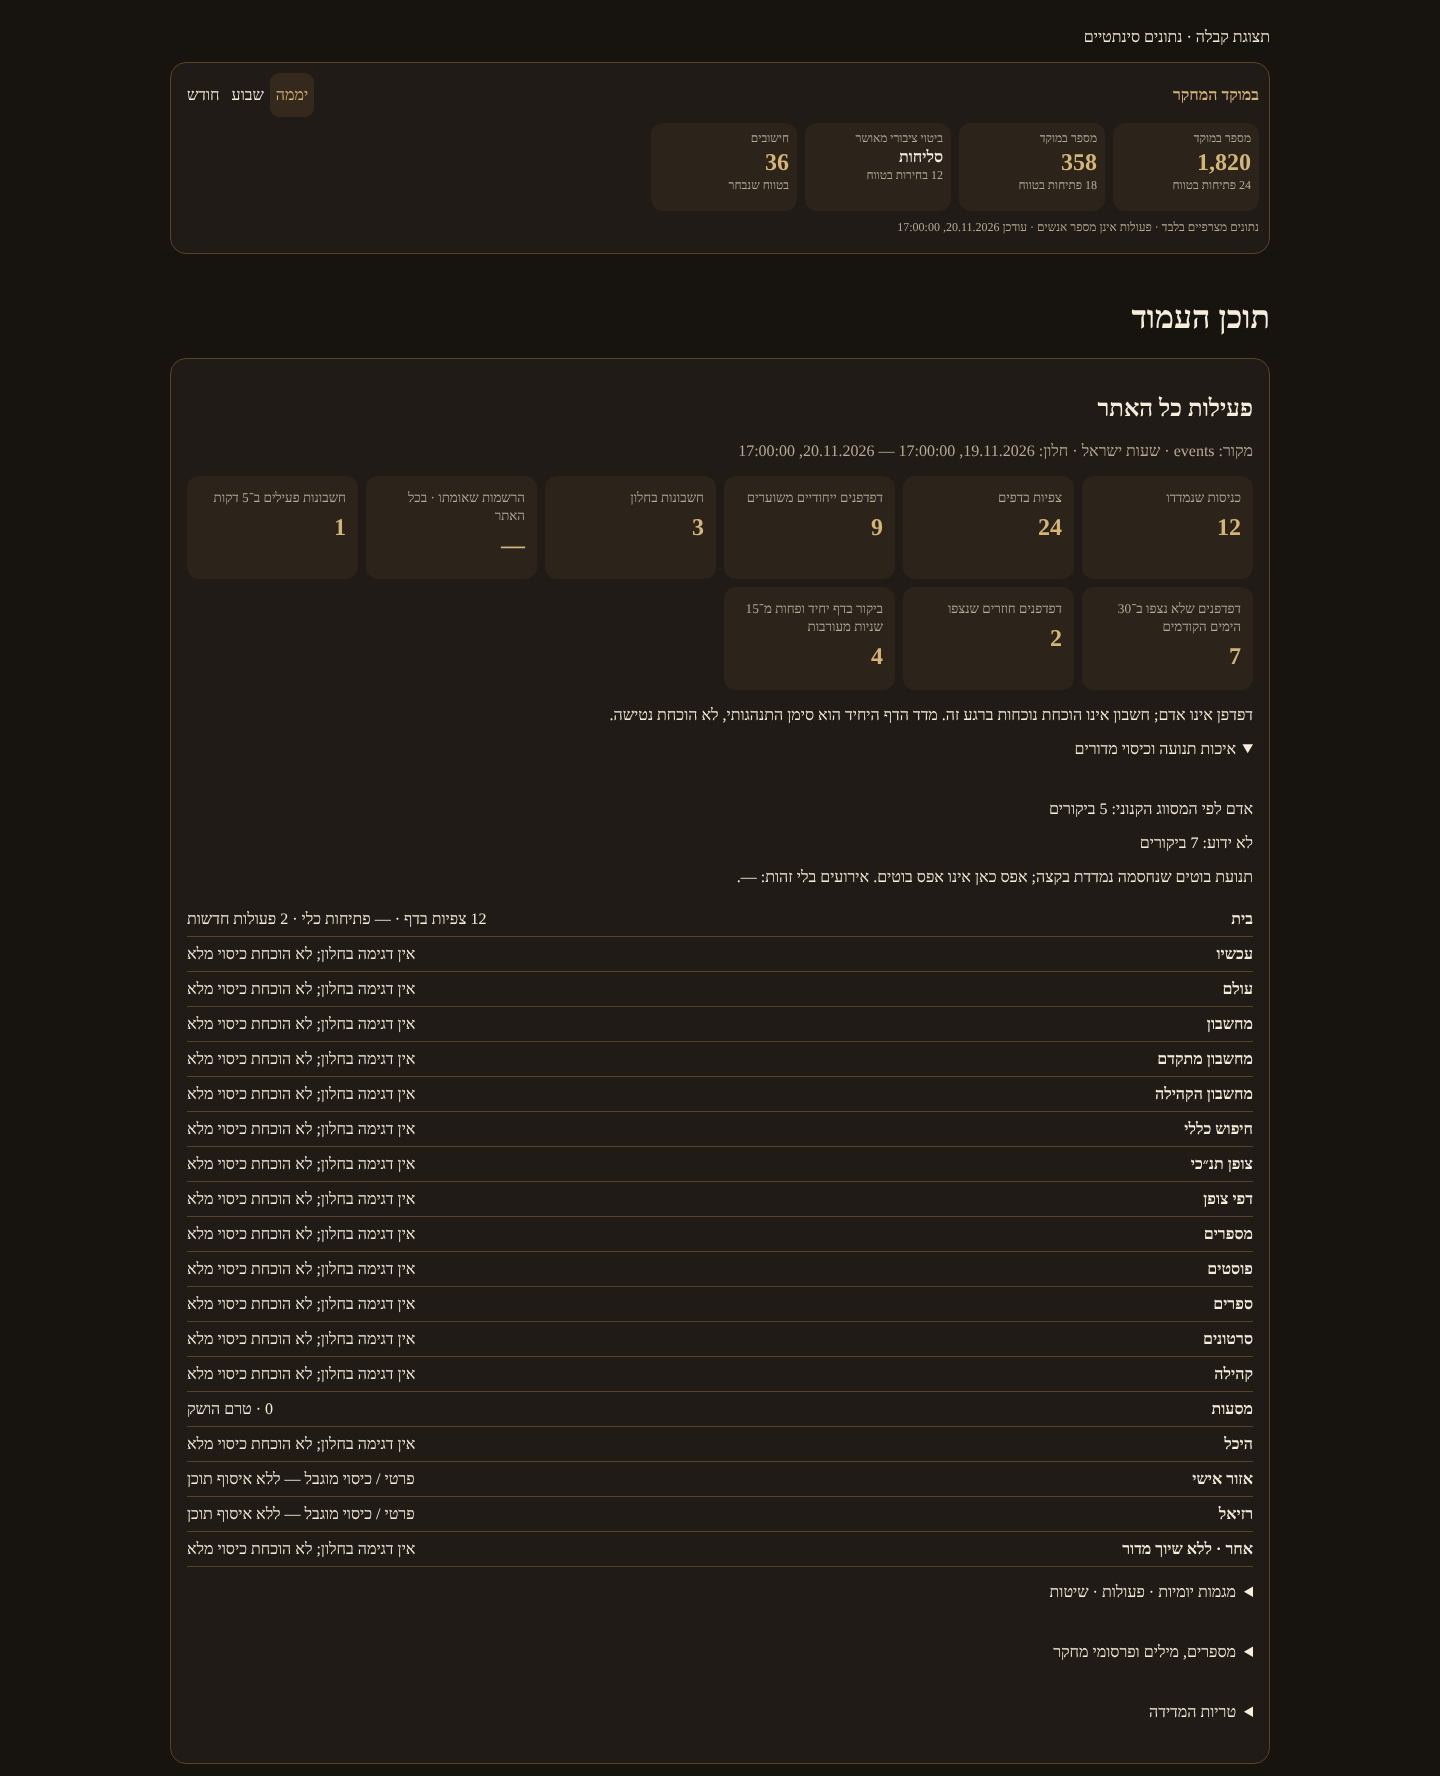 תצוגת קבלה · נתונים סינתטיים
במוקד המחקר
יממה שבוע חודש
מספר במוקד
1,820
24 פתיחות בטווח
מספר במוקד
358
18 פתיחות בטווח
ביטוי ציבורי מאושר
סליחות
12 בחירות בטווח
חישובים
36
בטווח שנבחר
נתונים מצרפיים בלבד · פעולות אינן מספר אנשים · עודכן 20.11.2026, 17:00:00
תוכן העמוד
פעילות כל האתר
מקור: events · שעות ישראל · חלון: 19.11.2026, 17:00:00 — 20.11.2026, 17:00:00
כניסות שנמדדו
12
צפיות בדפים
24
דפדפנים ייחודיים משוערים
9
חשבונות בחלון
3
הרשמות שאומתו · בכל
האתר
—
חשבונות פעילים ב־5 דקות
1
דפדפנים שלא נצפו ב־30
הימים הקודמים
7
דפדפנים חוזרים שנצפו
2
ביקור בדף יחיד ופחות מ־15
שניות מעורבות
4
דפדפן אינו אדם; חשבון אינו הוכחת נוכחות ברגע זה. מדד הדף היחיד הוא סימן התנהגותי, לא הוכחת נטישה.
▼ איכות תנועה וכיסוי מדורים
אדם לפי המסווג הקנוני: 5 ביקורים
לא ידוע: 7 ביקורים
תנועת בוטים שנחסמה נמדדת בקצה; אפס כאן אינו אפס בוטים. אירועים בלי זהות: —.
בית 12 צפיות בדף · — פתיחות כלי · 2 פעולות חדשות
עכשיו אין דגימה בחלון; לא הוכחת כיסוי מלא
עולם אין דגימה בחלון; לא הוכחת כיסוי מלא
מחשבון אין דגימה בחלון; לא הוכחת כיסוי מלא
מחשבון מתקדם אין דגימה בחלון; לא הוכחת כיסוי מלא
מחשבון הקהילה אין דגימה בחלון; לא הוכחת כיסוי מלא
חיפוש כללי אין דגימה בחלון; לא הוכחת כיסוי מלא
צופן תנ״כי אין דגימה בחלון; לא הוכחת כיסוי מלא
דפי צופן אין דגימה בחלון; לא הוכחת כיסוי מלא
מספרים אין דגימה בחלון; לא הוכחת כיסוי מלא
פוסטים אין דגימה בחלון; לא הוכחת כיסוי מלא
ספרים אין דגימה בחלון; לא הוכחת כיסוי מלא
סרטונים אין דגימה בחלון; לא הוכחת כיסוי מלא
קהילה אין דגימה בחלון; לא הוכחת כיסוי מלא
מסעות 0 · טרם הושק
היכל אין דגימה בחלון; לא הוכחת כיסוי מלא
אזור אישי פרטי / כיסוי מוגבל — ללא איסוף תוכן
רזיאל פרטי / כיסוי מוגבל — ללא איסוף תוכן
אחר · ללא שיוך מדור אין דגימה בחלון; לא הוכחת כיסוי מלא
◀ מגמות יומיות · פעולות · שיטות
◀ מספרים, מילים ופרסומי מחקר
◀ טריות המדידה